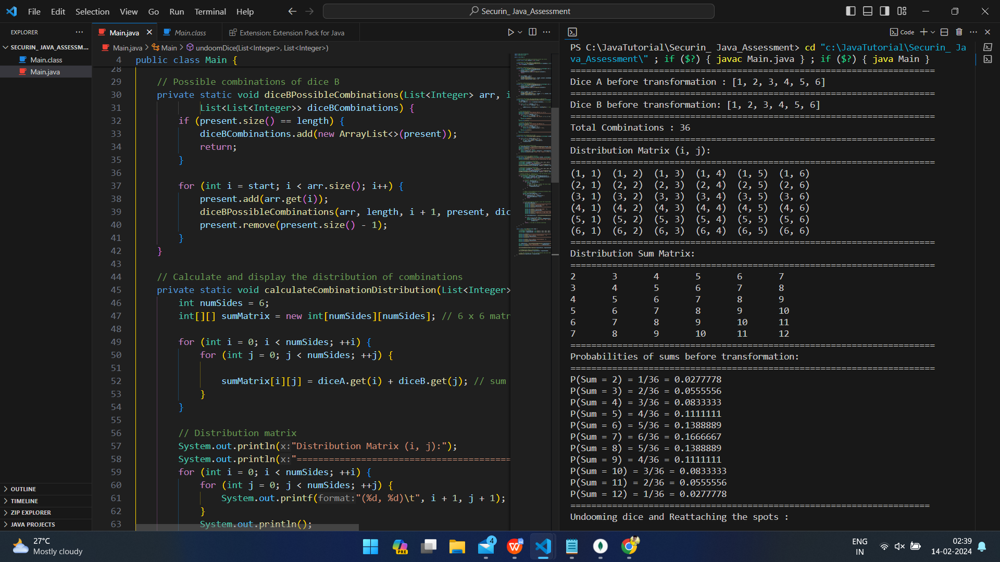 File Edit Selection View Go Run Terminal Help
Securin_ Java_Assessment
EXPLORER
SECURIN_ JAVA_ASSESSM...
Main.class
Main.java
OUTLINE
TIMELINE
ZIP EXPLORER
JAVA PROJECTS
Main.java Main.class Extension: Extension Pack for Java
Main.java > Main > undoomDice(List<Integer>, List<Integer>)
4 public class Main {
28
29 // Possible combinations of dice B
30 private static void diceBPossibleCombinations(List<Integer> arr, i
31 List<List<Integer>> diceBCombinations) {
32 if (present.size() == length) {
33 diceBCombinations.add(new ArrayList<>(present));
34 return;
35 }
36
37 for (int i = start; i < arr.size(); i++) {
38 present.add(arr.get(i));
39 diceBPossibleCombinations(arr, length, i + 1, present, dic
40 present.remove(present.size() - 1);
41 }
42 }
43
44 // Calculate and display the distribution of combinations
45 private static void calculateCombinationDistribution(List<Integer>
46 int numSides = 6;
47 int[][] sumMatrix = new int[numSides][numSides]; // 6 x 6 matr
48
49 for (int i = 0; i < numSides; ++i) {
50 for (int j = 0; j < numSides; ++j) {
51
52 sumMatrix[i][j] = diceA.get(i) + diceB.get(j); // sum
53 }
54 }
55
56 // Distribution matrix
57 System.out.println(x:"Distribution Matrix (i, j):");
58 System.out.println(x:"========================================
59 for (int i = 0; i < numSides; ++i) {
60 for (int j = 0; j < numSides; ++j) {
61 System.out.printf(format:"(%d, %d)\t", i + 1, j + 1);
62 }
63 System.out.println();
Code
PS C:\JavaTutorial\Securin_ Java_Assessment> cd "c:\JavaTutorial\Securin_ Ja
va_Assessment\" ; if ($?) { javac Main.java } ; if ($?) { java Main }
======================================================================
Dice A before transformation : [1, 2, 3, 4, 5, 6]
======================================================================
Dice B before transformation: [1, 2, 3, 4, 5, 6]
======================================================================
Total Combinations : 36
======================================================================
Distribution Matrix (i, j):
======================================================================
(1, 1) (1, 2) (1, 3) (1, 4) (1, 5) (1, 6)
(2, 1) (2, 2) (2, 3) (2, 4) (2, 5) (2, 6)
(3, 1) (3, 2) (3, 3) (3, 4) (3, 5) (3, 6)
(4, 1) (4, 2) (4, 3) (4, 4) (4, 5) (4, 6)
(5, 1) (5, 2) (5, 3) (5, 4) (5, 5) (5, 6)
(6, 1) (6, 2) (6, 3) (6, 4) (6, 5) (6, 6)
======================================================================
Distribution Sum Matrix:
======================================================================
2 3 4 5 6 7
3 4 5 6 7 8
4 5 6 7 8 9
5 6 7 8 9 10
6 7 8 9 10 11
7 8 9 10 11 12
======================================================================
Probabilities of sums before transformation:
======================================================================
P(Sum = 2) = 1/36 = 0.0277778
P(Sum = 3) = 2/36 = 0.0555556
P(Sum = 4) = 3/36 = 0.0833333
P(Sum = 5) = 4/36 = 0.1111111
P(Sum = 6) = 5/36 = 0.1388889
P(Sum = 7) = 6/36 = 0.1666667
P(Sum = 8) = 5/36 = 0.1388889
P(Sum = 9) = 4/36 = 0.1111111
P(Sum = 10) = 3/36 = 0.0833333
P(Sum = 11) = 2/36 = 0.0555556
P(Sum = 12) = 1/36 = 0.0277778
=====================================================================
Undooming dice and Reattaching the spots :
27°C
Mostly cloudy
PRE
4
ENG
IN
02:39
14-02-2024